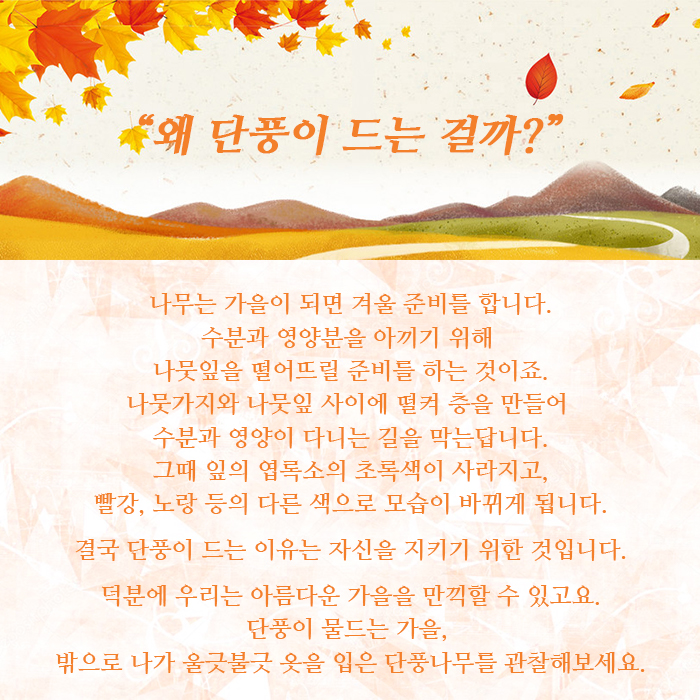 “왜 단풍이 드는 걸까?”
나무는 가을이 되면 겨울 준비를 합니다.
수분과 영양분을 아끼기 위해
나뭇잎을 떨어뜨릴 준비를 하는 것이죠.
나뭇가지와 나뭇잎 사이에 떨켜 층을 만들어
수분과 영양이 다니는 길을 막는답니다.
그때 잎의 엽록소의 초록색이 사라지고,
빨강, 노랑 등의 다른 색으로 모습이 바뀌게 됩니다.
결국 단풍이 드는 이유는 자신을 지키기 위한 것입니다.
덕분에 우리는 아름다운 가을을 만끽할 수 있고요.
단풍이 물드는 가을,
밖으로 나가 울긋불긋 옷을 입은 단풍나무를 관찰해보세요.